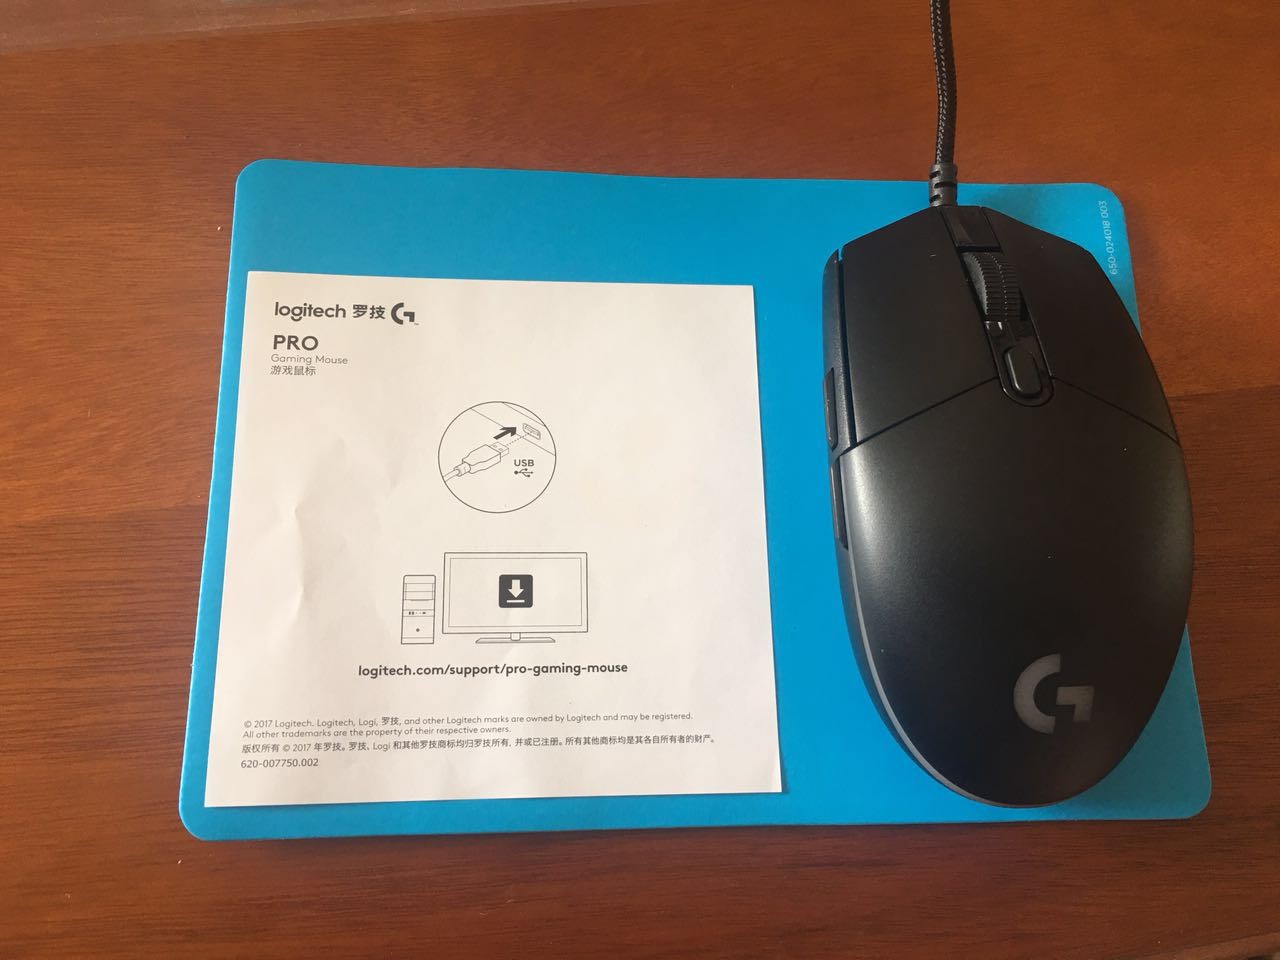 650-024018 003
logitech 罗技 G
PRO
Gaming Mouse
游戏鼠标
USB
logitech.com/support/pro-gaming-mouse
© 2017 Logitech. Logitech, Logi, 罗技, and other Logitech marks are owned by Logitech and may be registered.
All other trademarks are the property of their respective owners.
版权所有 © 2017 年罗技。罗技、Logi 和其他罗技商标均归罗技所有, 并或已注册。所有其他商标均是其各自所有者的财产。
620-007750.002
G